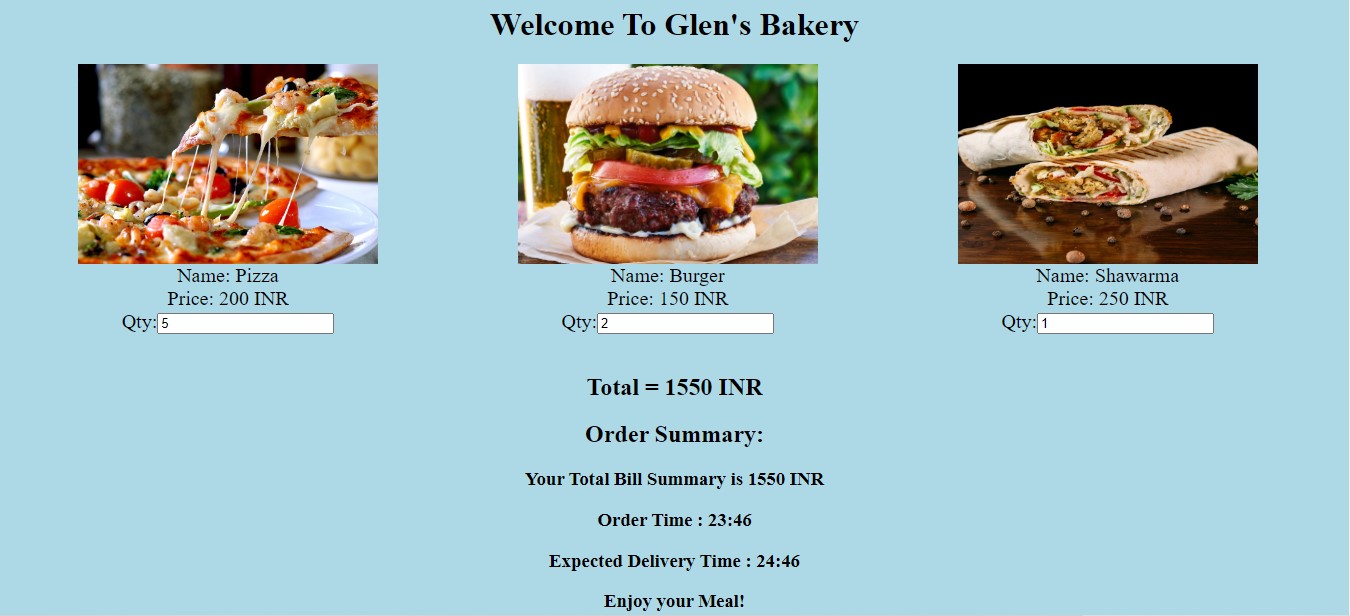 Welcome To Glen's Bakery
Name: Pizza
Price: 200 INR
Qty:5
Name: Burger
Price: 150 INR
Qty:2
Name: Shawarma
Price: 250 INR
Qty:1
Total = 1550 INR
Order Summary:
Your Total Bill Summary is 1550 INR
Order Time : 23:46
Expected Delivery Time : 24:46
Enjoy your Meal!